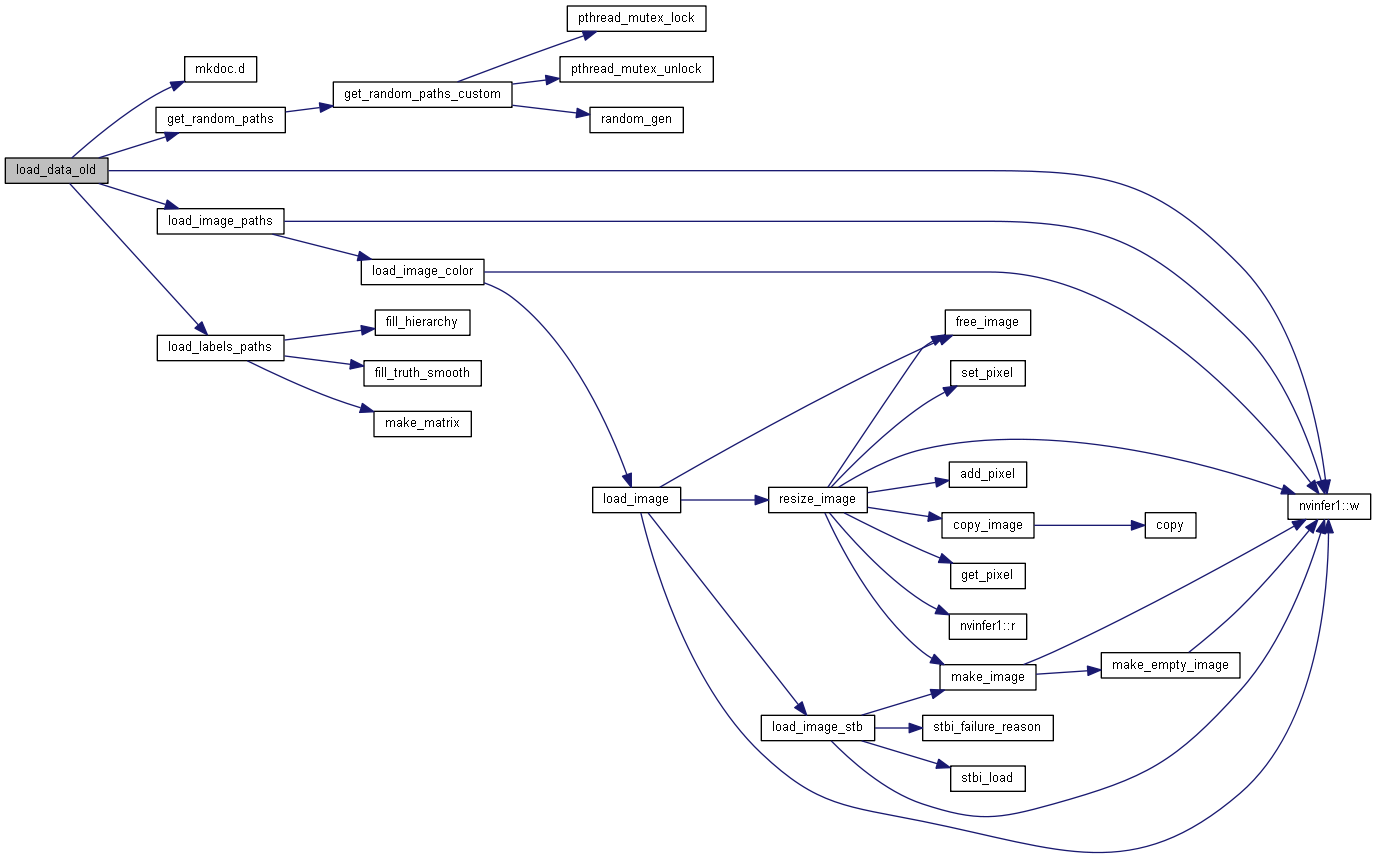 pthread_mutex_lock
mkdoc.d
pthread_mutex_unlock
get_random_paths_custom
get_random_paths
random_gen
load_data_old
load_image_paths
load_image_color
fill_hierarchy
free_image
load_labels_paths
fill_truth_smooth
set_pixel
make_matrix
add_pixel
load_image
resize_image
nvinfer1::w
copy_image
copy
get_pixel
nvinfer1::r
make_empty_image
make_image
load_image_stb
stbi_failure_reason
stbi_load